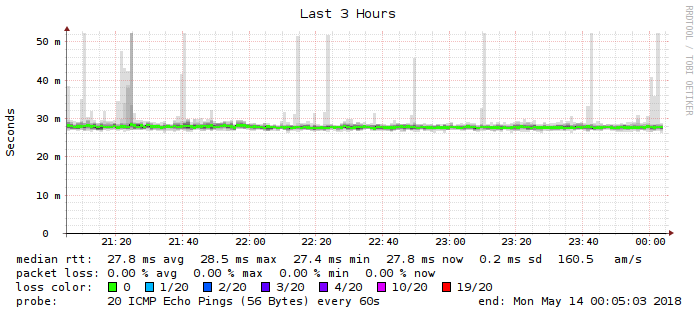 Last 3 Hours
RRDTOOL / TOBI OETIKER
Seconds
50 m
40 m
30 m
20 m
10 m
0
21:20 21:40 22:00 22:20 22:40 23:00 23:20 23:40 00:00
median rtt: 27.8 ms avg 28.5 ms max 27.4 ms min 27.8 ms now 0.2 ms sd 160.5 am/s
packet loss: 0.00 % avg 0.00 % max 0.00 % min 0.00 % now
loss color: 0 1/20 2/20 3/20 4/20 10/20 19/20
probe: 20 ICMP Echo Pings (56 Bytes) every 60s end: Mon May 14 00:05:03 2018